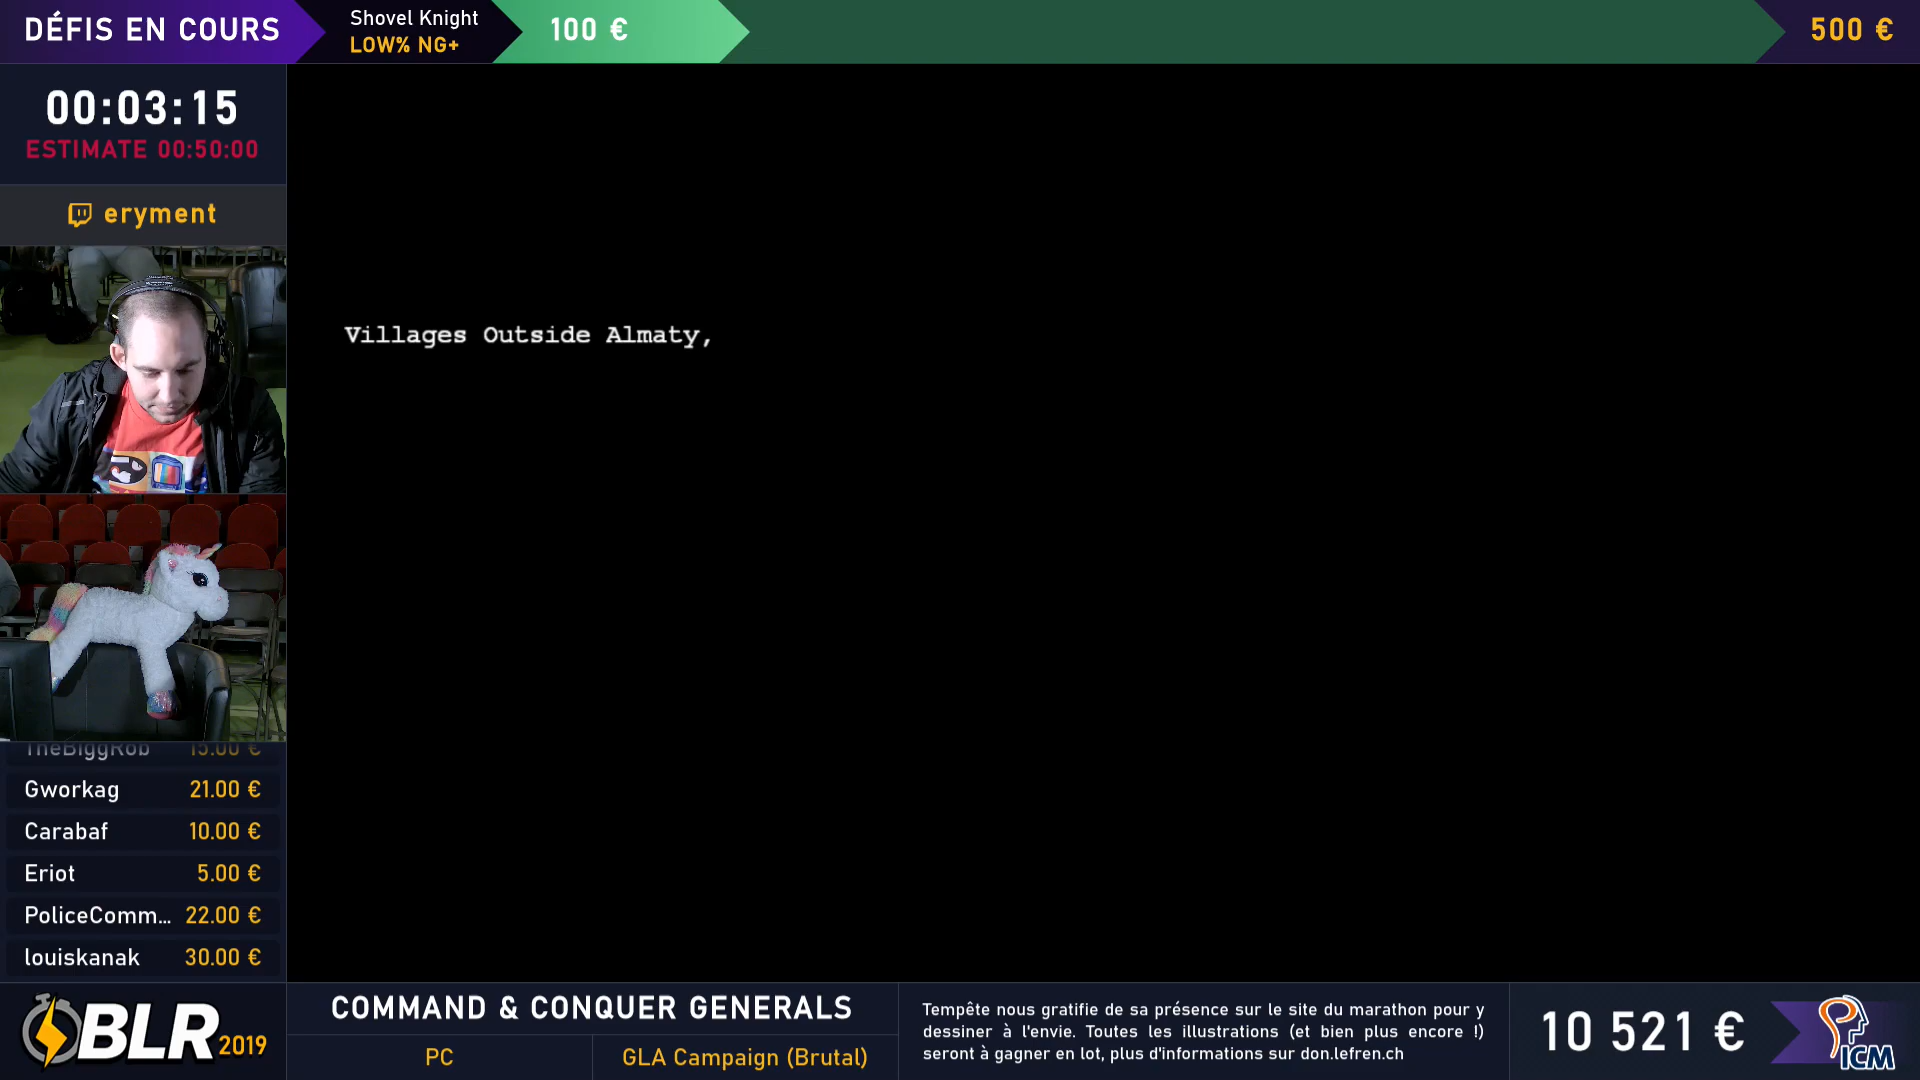 DÉFIS EN COURS
Shovel Knight
LOW% NG+
100 €
500 €
00:03:15
ESTIMATE 00:50:00
eryment
Villages Outside Almaty,
TheBiggRob 15.00 €
Gworkag 21.00 €
Carabaf 10.00 €
Eriot 5.00 €
PoliceComm... 22.00 €
louiskanak 30.00 €
BLR 2019
COMMAND & CONQUER GENERALS
PC
GLA Campaign (Brutal)
Tempête nous gratifie de sa présence sur le site du marathon pour y
dessiner à l'envie. Toutes les illustrations (et bien plus encore !)
seront à gagner en lot, plus d'informations sur don.lefren.ch
10 521 €
ICM